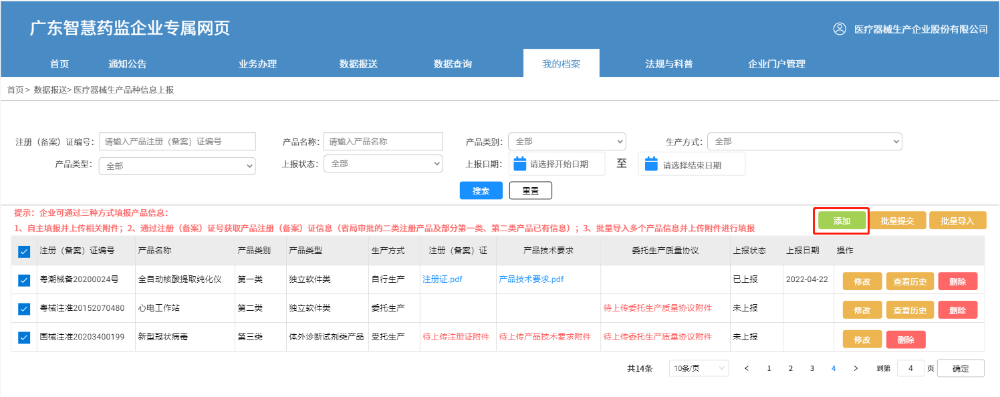 广东智慧药监企业专属网页
医疗器械生产企业股份有限公司
首页 通知公告 业务办理 数据报送 数据查询 我的档案 法规与科普 企业门户管理
首页> 数据报送> 医疗器械生产品种信息上报
注册（备案）证编号: 请输入产品注册（备案）证编号 产品名称: 请输入产品名称 产品类别: 全部 生产方式: 全部
产品类型: 全部 上报状态: 全部 上报日期: 请选择开始日期 至 请选择结束日期
搜索 重置
提示：企业可通过三种方式填报产品信息:
添加 批量提交 批量导入
1、自主填报并上传相关附件；2、通过注册（备案）证号获取产品注册（备案）证信息（省局审批的二类注册产品及部分第一类、第二类产品已有信息）；3、批量导入多个产品信息并上传附件进行填报
注册（备案）证编号 产品名称 产品类别 产品类型 生产方式 注册（备案）证 产品技术要求 委托生产质量协议 上报状态 上报日期 操作
粤潮械备20200024号 全自动核酸提取纯化仪 第一类 独立软件类 自行生产 注册证.pdf 产品技术要求.pdf 已上报 2022-04-22 修改 查看历史 删除
粤械注准20152070480 心电工作站 第二类 独立软件类 委托生产 待上传委托生产质量协议附件 未上报 修改 查看历史 删除
国械注准20203400199 新型冠状病毒 第三类 体外诊断试剂类产品 受托生产 待上传注册证附件 待上传产品技术要求附件 待上传委托生产质量协议附件 未上报 修改 删除
共14条 10条/页 < 1 2 3 4 > 到第 4 页 确定